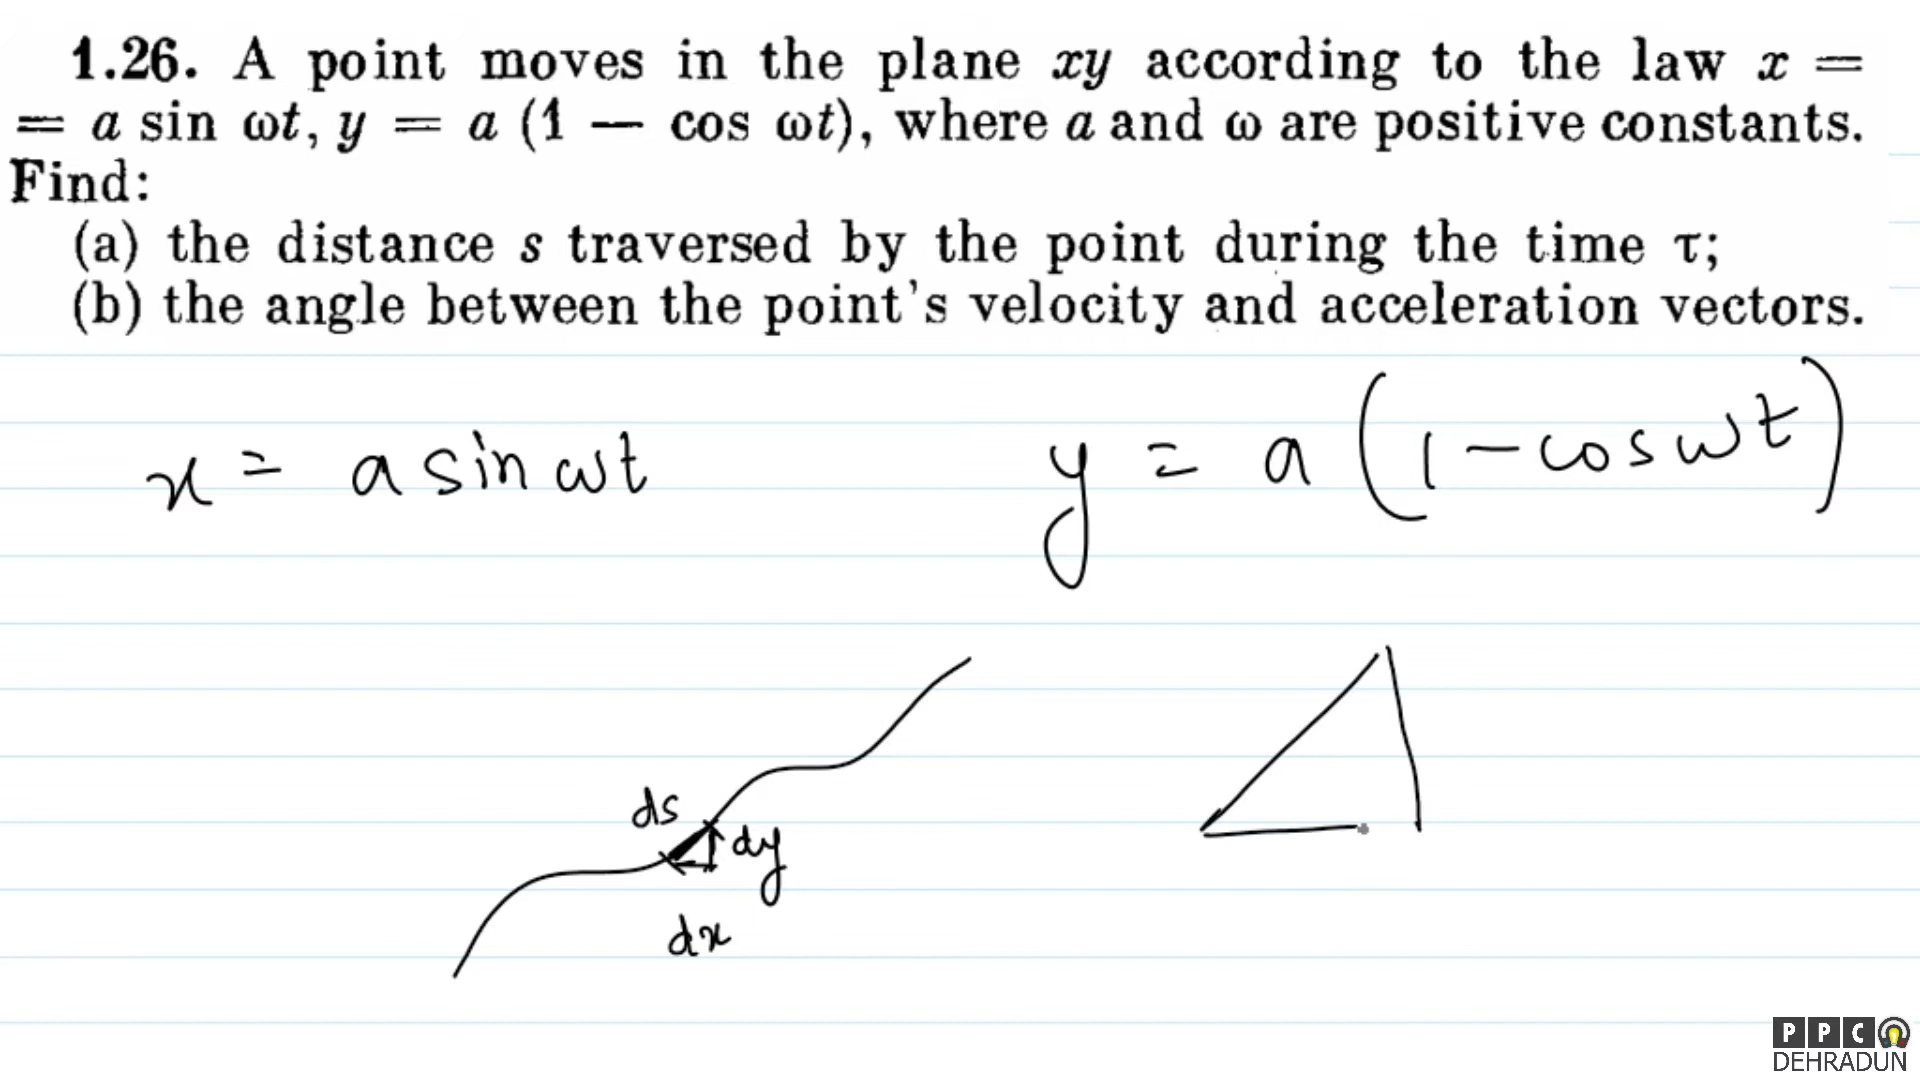 1.26. A point moves in the plane xy according to the law x =
= a sin ωt, y = a (1 — cos ωt), where a and ω are positive constants.
Find:
(a) the distance s traversed by the point during the time τ;
(b) the angle between the point's velocity and acceleration vectors.
x = a sin ωt
y = a (1 - cos ωt)
ds
dy
dx
PPC
DEHRADUN